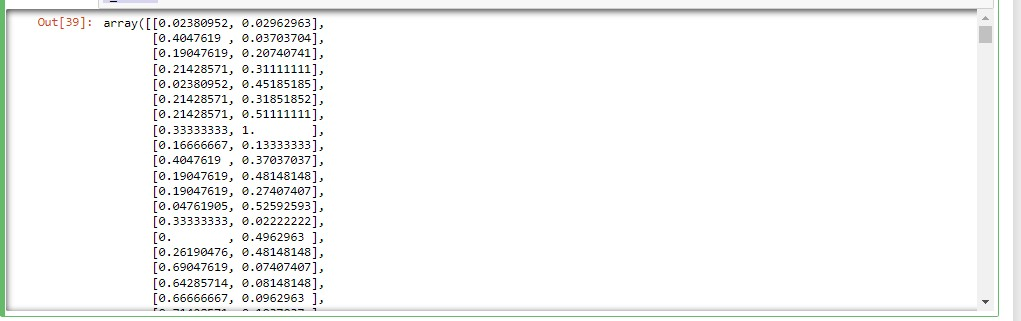 Out[39]: array([[0.02380952, 0.02962963],
[0.4047619 , 0.03703704],
[0.19047619, 0.20740741],
[0.21428571, 0.31111111],
[0.02380952, 0.45185185],
[0.21428571, 0.31851852],
[0.21428571, 0.51111111],
[0.33333333, 1.        ],
[0.16666667, 0.13333333],
[0.4047619 , 0.37037037],
[0.19047619, 0.48148148],
[0.19047619, 0.27407407],
[0.04761905, 0.52592593],
[0.33333333, 0.02222222],
[0.        , 0.4962963 ],
[0.26190476, 0.48148148],
[0.69047619, 0.07407407],
[0.64285714, 0.08148148],
[0.66666667, 0.0962963 ],